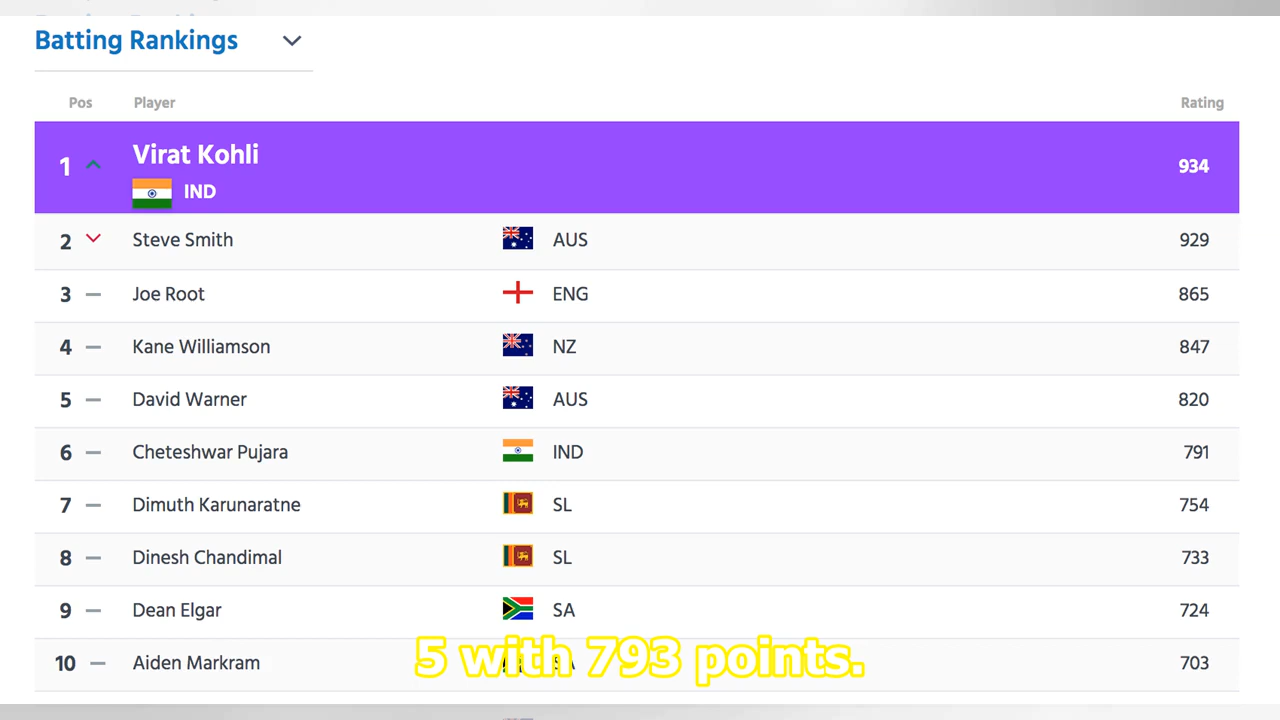 Batting Rankings
Pos Player Rating
1 Virat Kohli 934
IND
2 Steve Smith AUS 929
3 Joe Root ENG 865
4 Kane Williamson NZ 847
5 David Warner AUS 820
6 Cheteshwar Pujara IND 791
7 Dimuth Karunaratne SL 754
8 Dinesh Chandimal SL 733
9 Dean Elgar SA 724
10 Aiden Markram 703
5 with 793 points.